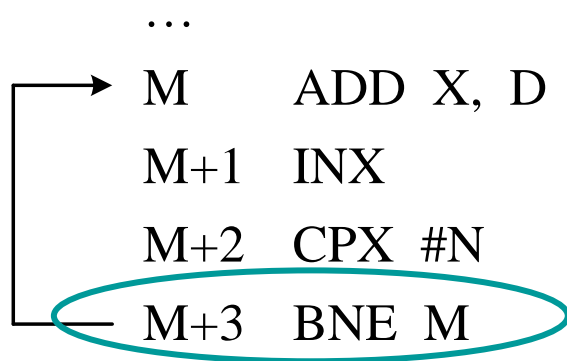 …
M ADD X, D
M+1 INX
M+2 CPX #N
M+3 BNE M